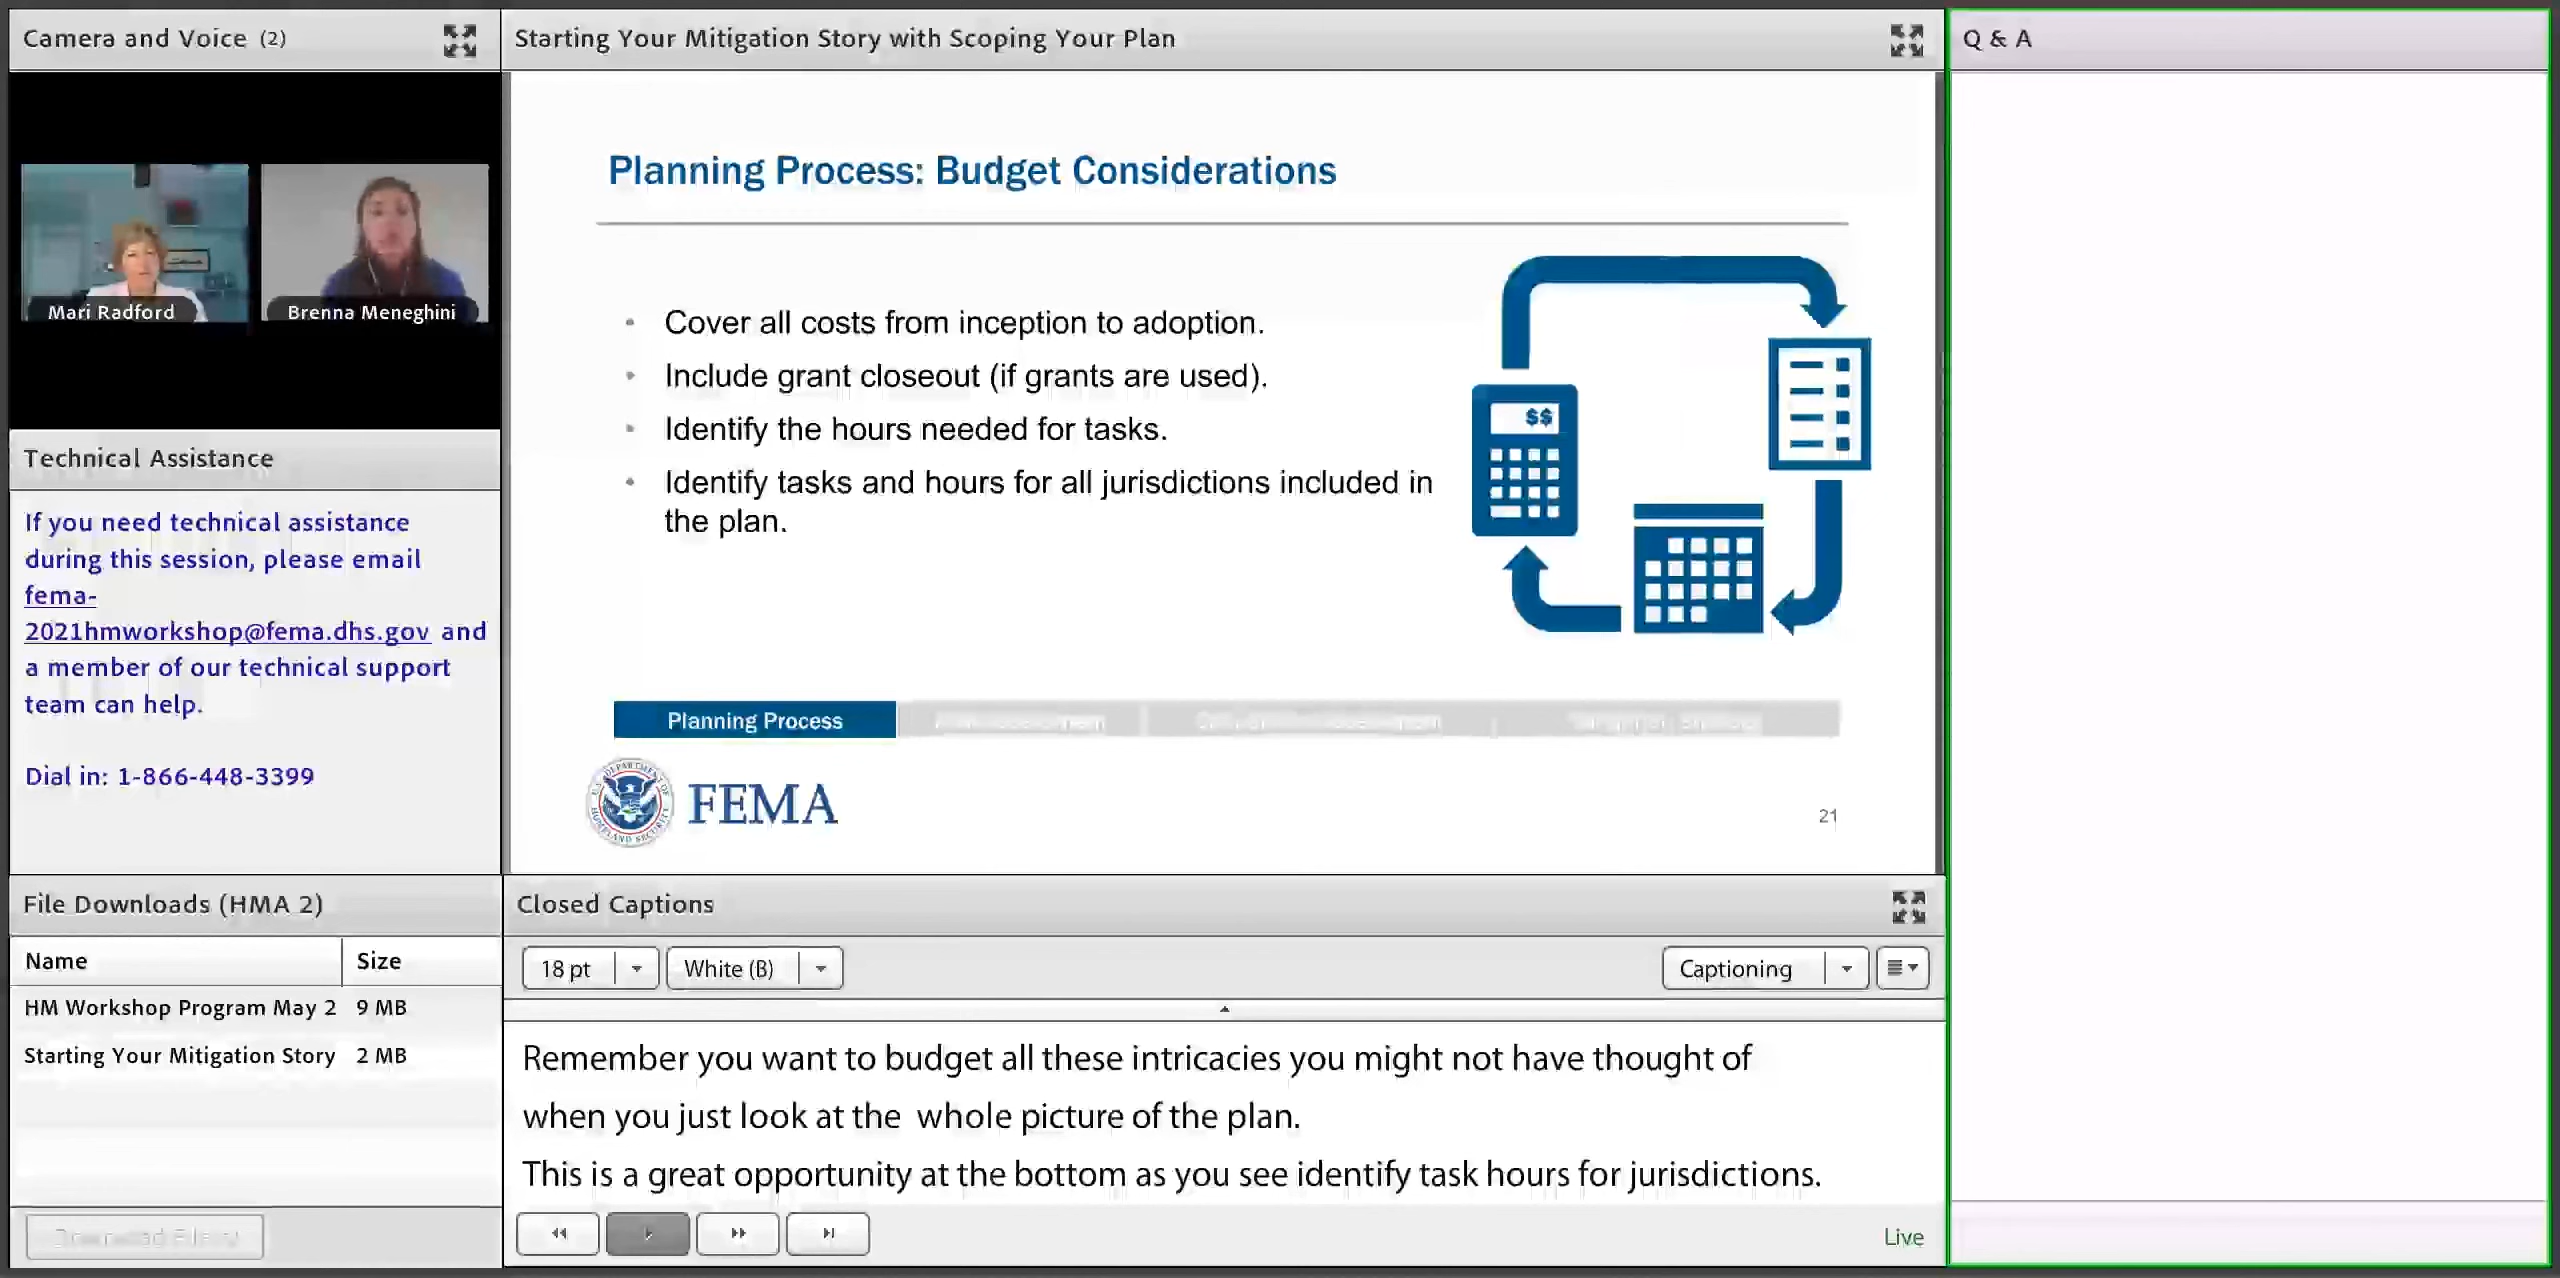 Camera and Voice (2)
Mari Radford
Brenna Meneghini
Technical Assistance
If you need technical assistance
during this session, please email
fema-
2021hmworkshop@fema.dhs.gov and
a member of our technical support
team can help.
Dial in: 1-866-448-3399
File Downloads (HMA 2)
Name Size
HM Workshop Program May 2 9 MB
Starting Your Mitigation Story 2 MB
Starting Your Mitigation Story with Scoping Your Plan
Planning Process: Budget Considerations
• Cover all costs from inception to adoption.
• Include grant closeout (if grants are used).
• Identify the hours needed for tasks.
• Identify tasks and hours for all jurisdictions included in
the plan.
$$
Planning Process
U.S. DEPARTMENT OF
HOMELAND SECURITY
FEMA
21
Closed Captions
18 pt
White (B)
Captioning
Remember you want to budget all these intricacies you might not have thought of
when you just look at the  whole picture of the plan.
This is a great opportunity at the bottom as you see identify task hours for jurisdictions.
Live
Q & A